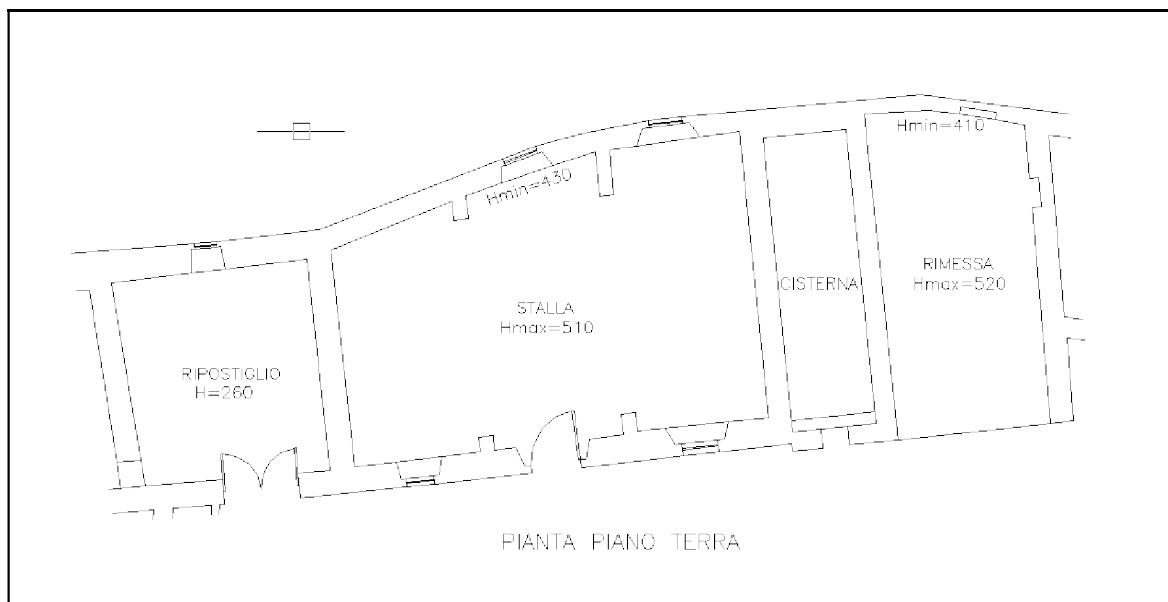 Hmin=410
Hmin=430
RIMESSA
Hmax=520
CISTERNA
STALLA
Hmax=510
RIPOSTIGLIO
H=260
PIANTA PIANO TERRA